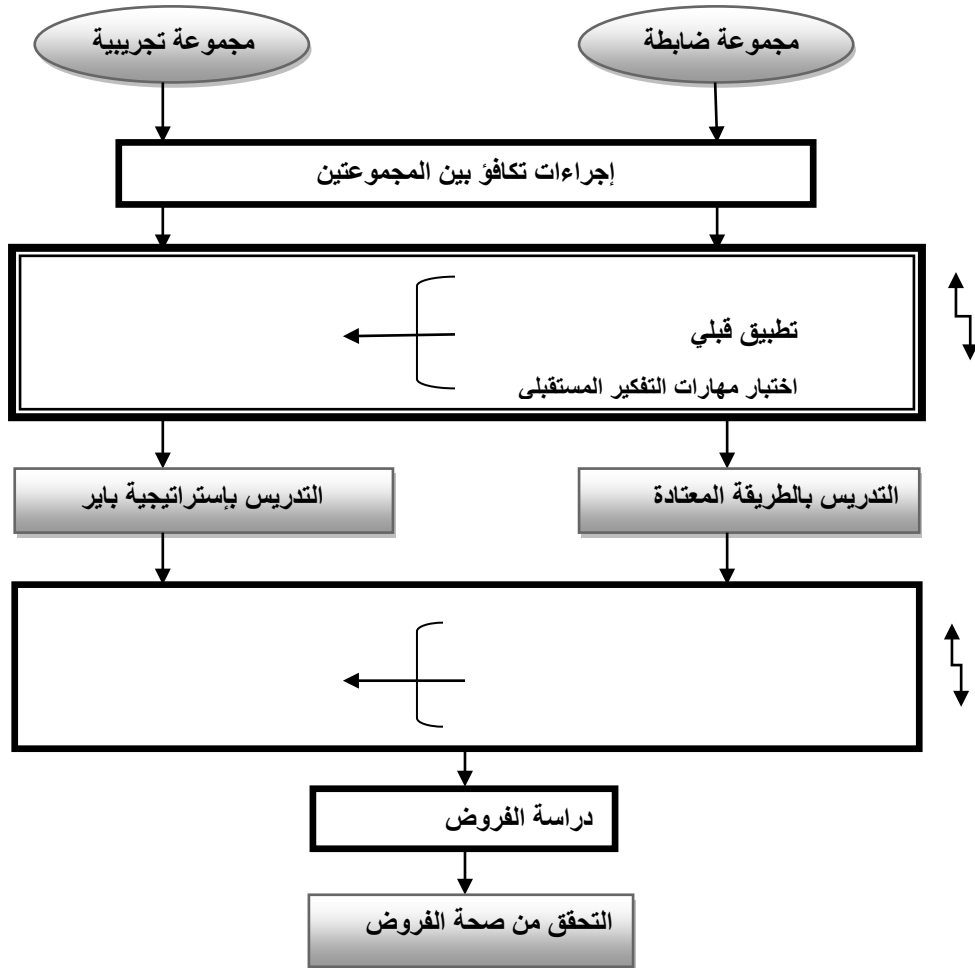 مجموعة ضابطة
مجموعة تجريبية
إجراءات تكافؤ بين المجموعتين
تطبيق قبلي
اختبار مهارات التفكير المستقبلى
التدريس بالطريقة المعتادة
التدريس بإستراتيجية باير
دراسة الفروض
التحقق من صحة الفروض